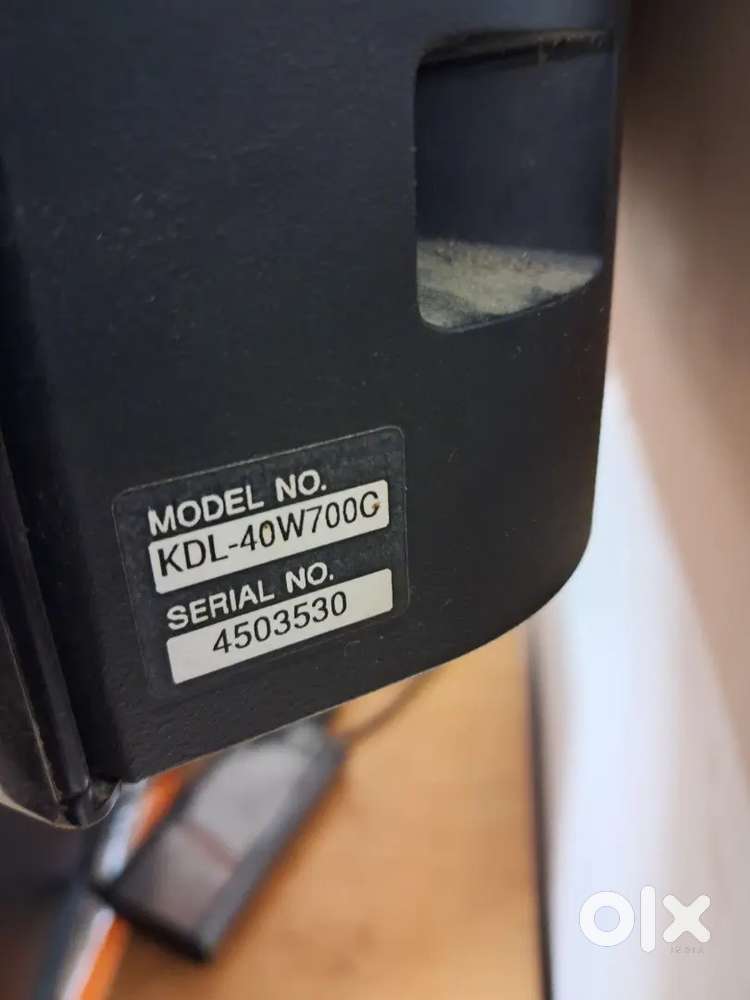 MODEL NO.
KDL-40W700C
SERIAL NO.
4503530
olx